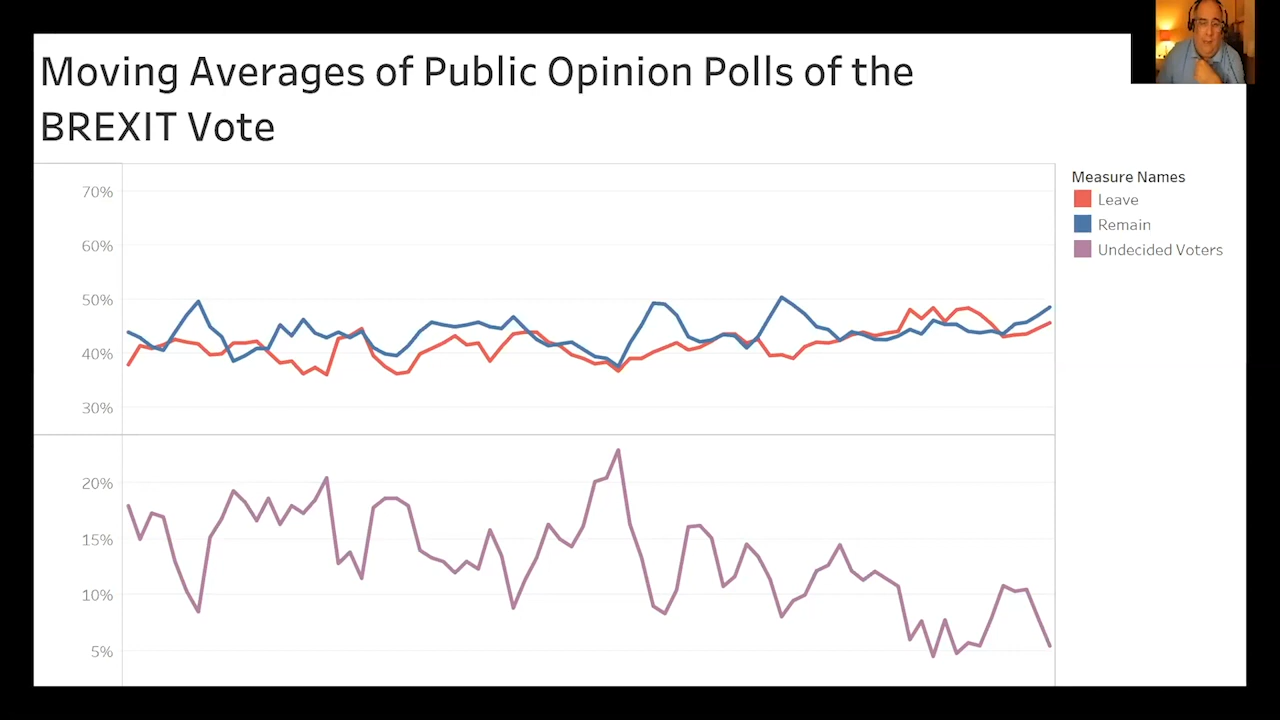 Moving Averages of Public Opinion Polls of the
BREXIT Vote
70%
60%
50%
40%
30%
20%
15%
10%
5%
Measure Names
Leave
Remain
Undecided Voters